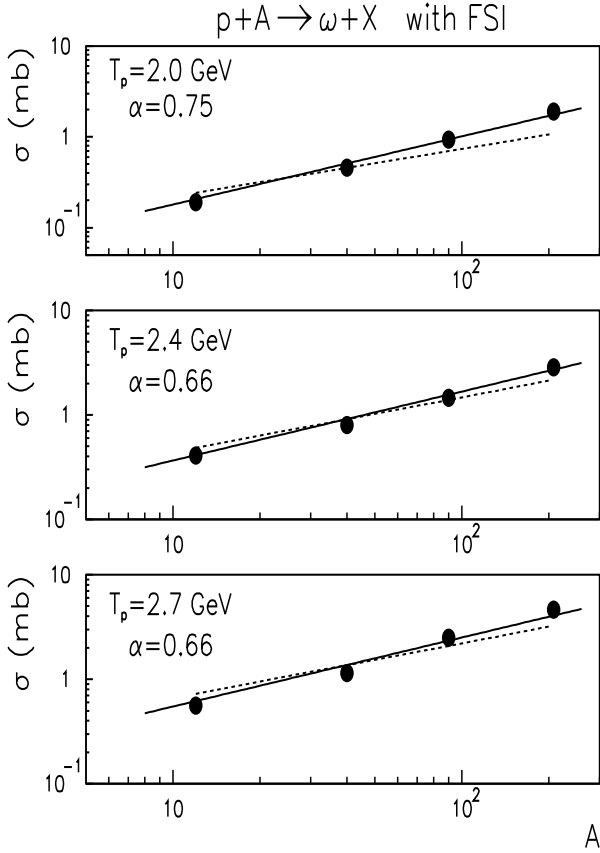 p+A→ω+X with FSI
10
T_p=2.0 GeV
α=0.75
σ (mb)
1
10^-1
10 10^2
10
T_p=2.4 GeV
α=0.66
σ (mb)
1
10^-1
10 10^2
10
T_p=2.7 GeV
α=0.66
σ (mb)
1
10^-1
10 10^2
A